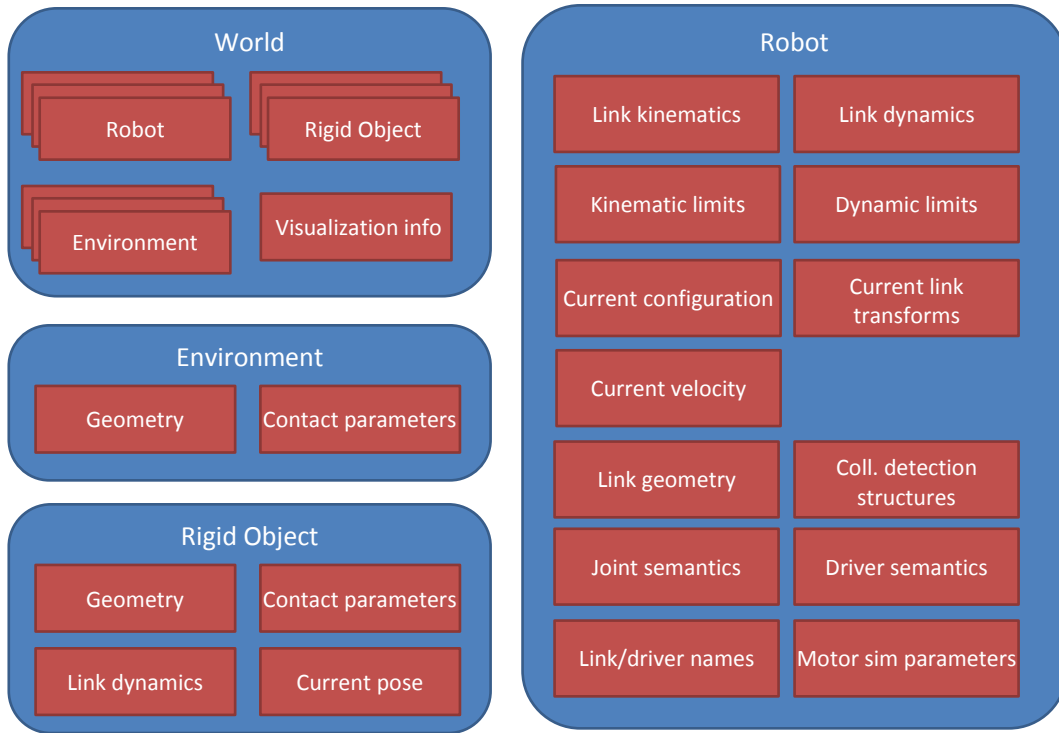 World
Robot
Rigid Object
Environment
Visualization info
Environment
Geometry
Contact parameters
Rigid Object
Geometry
Contact parameters
Link dynamics
Current pose
Robot
Link kinematics
Link dynamics
Kinematic limits
Dynamic limits
Current configuration
Current link
transforms
Current velocity
Link geometry
Coll. detection
structures
Joint semantics
Driver semantics
Link/driver names
Motor sim parameters